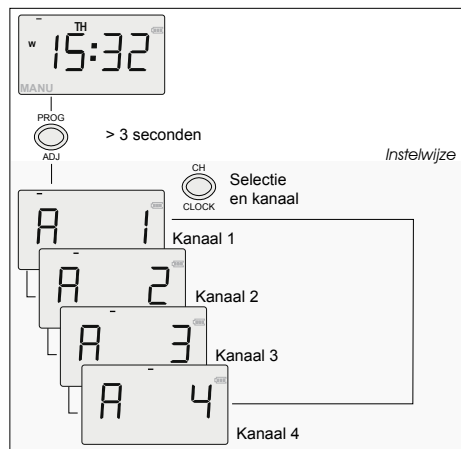 TH
W 15:32
MANU
PROG
> 3 seconden
ADJ
Instelwijze
CH
Selectie
en kanaal
CLOCK
A 1
Kanaal 1
A 2
Kanaal 2
A 3
Kanaal 3
A 4
Kanaal 4